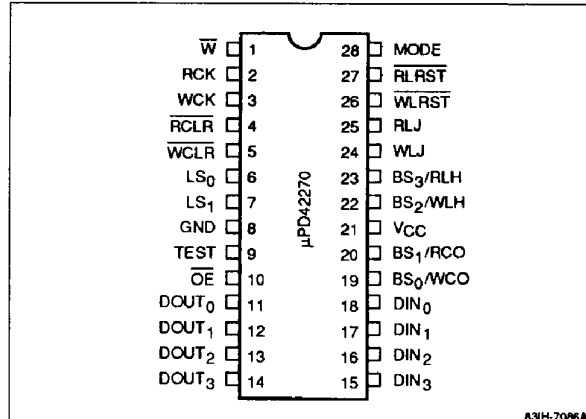 W̅ 1 28 MODE
RCK 2 27 R̅L̅R̅S̅T̅
WCK 3 26 W̅L̅R̅S̅T̅
R̅C̅L̅R̅ 4 25 RLJ
W̅C̅L̅R̅ 5 24 WLJ
LS₀ 6 23 BS₃/RLH
LS₁ 7 22 BS₂/WLH
GND 8 21 V_CC
TEST 9 20 BS₁/RCO
O̅E̅ 10 19 BS₀/WCO
DOUT₀ 11 18 DIN₀
DOUT₁ 12 17 DIN₁
DOUT₂ 13 16 DIN₂
DOUT₃ 14 15 DIN₃
µPD42270
83IH-7086A